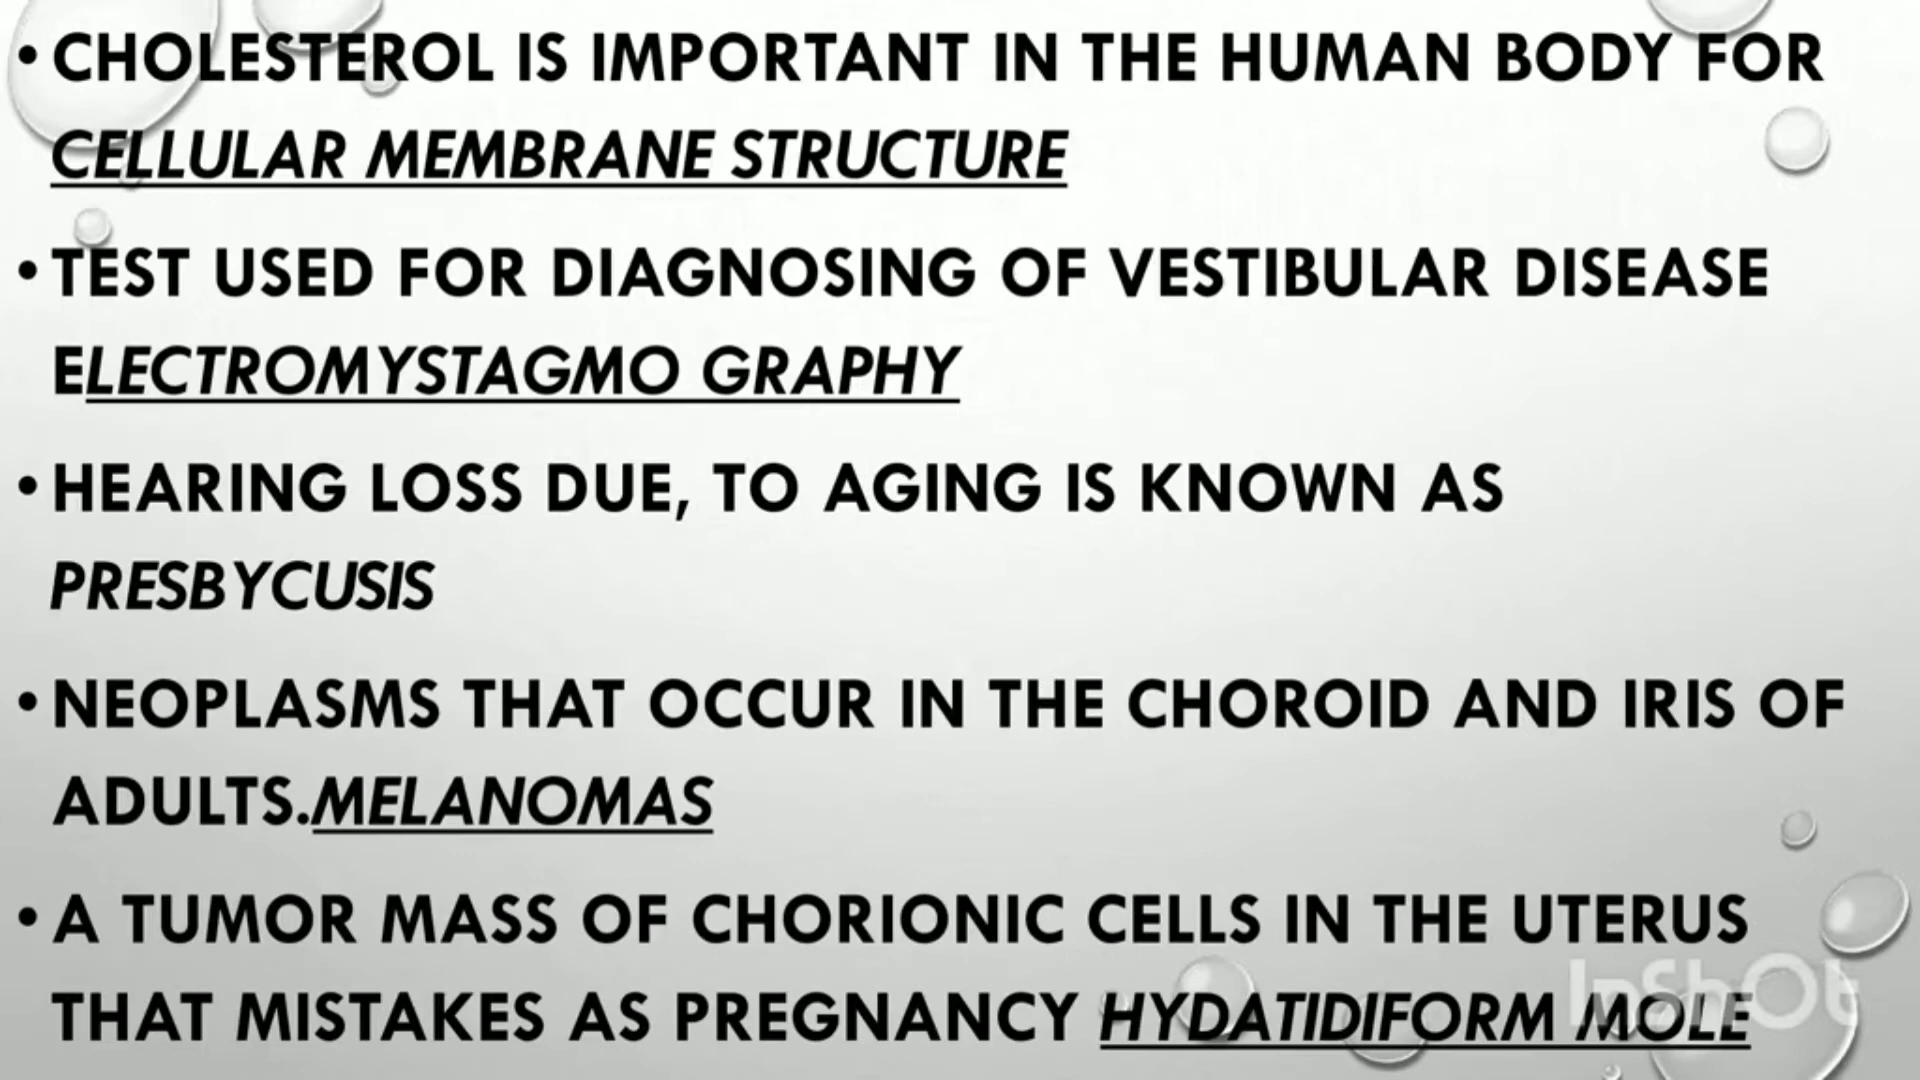 • CHOLESTEROL IS IMPORTANT IN THE HUMAN BODY FOR
CELLULAR MEMBRANE STRUCTURE
• TEST USED FOR DIAGNOSING OF VESTIBULAR DISEASE
ELECTROMYSTAGMO GRAPHY
• HEARING LOSS DUE, TO AGING IS KNOWN AS
PRESBYCUSIS
• NEOPLASMS THAT OCCUR IN THE CHOROID AND IRIS OF
ADULTS.MELANOMAS
• A TUMOR MASS OF CHORIONIC CELLS IN THE UTERUS
THAT MISTAKES AS PREGNANCY HYDATIDIFORM MOLE
InShOt